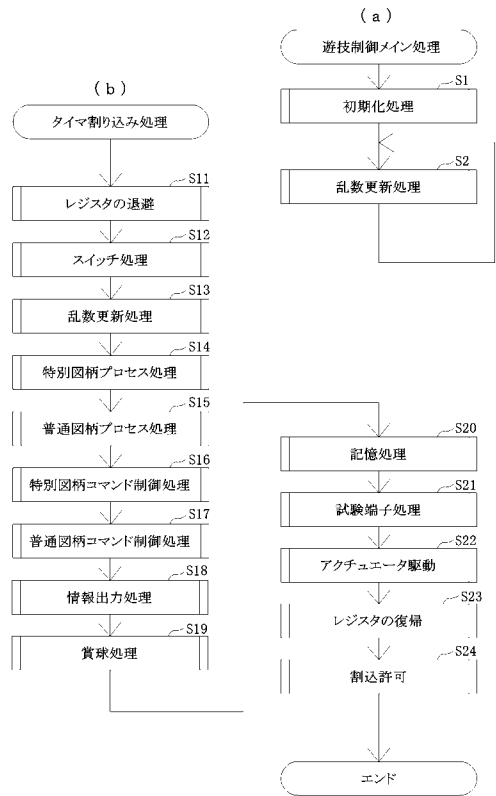 (a)
遊技制御メイン処理
S1
初期化処理
S2
乱数更新処理
(b)
タイマ割り込み処理
S11
レジスタの退避
S12
スイッチ処理
S13
乱数更新処理
S14
特別図柄プロセス処理
S15
普通図柄プロセス処理
S16
特別図柄コマンド制御処理
S17
普通図柄コマンド制御処理
S18
情報出力処理
S19
賞球処理
S20
記憶処理
S21
試験端子処理
S22
アクチュエータ駆動
S23
レジスタの復帰
S24
割込許可
エンド